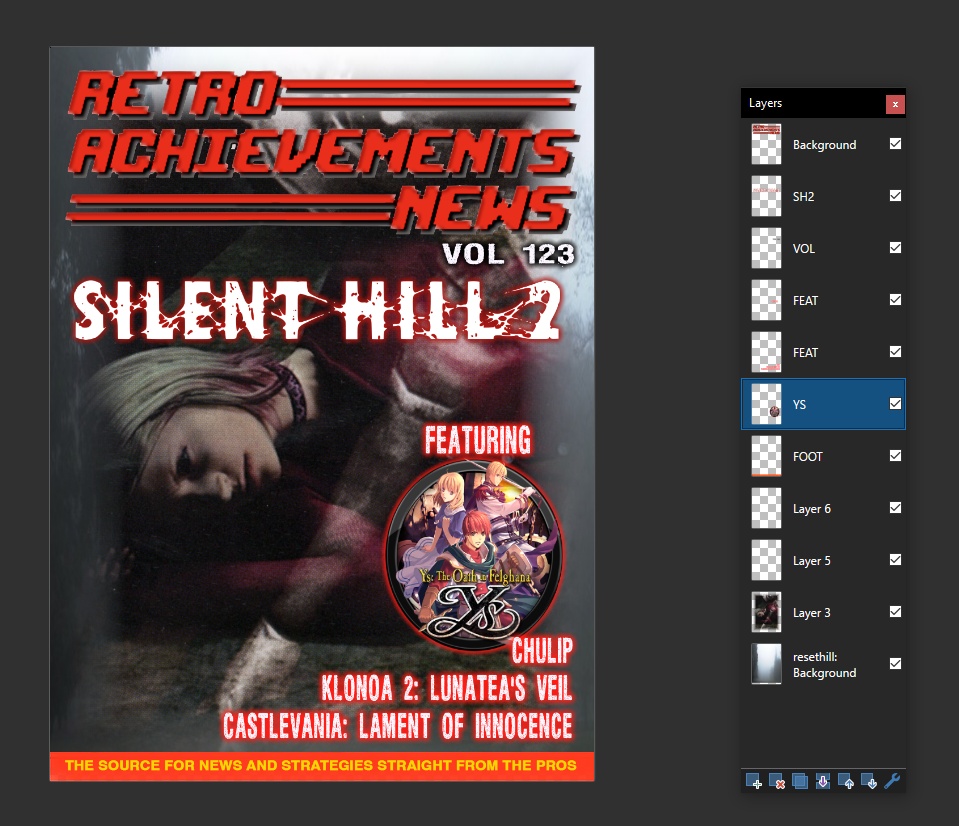 RETRO
ACHIEVEMENTS
NEWS
VOL 123
SILENT HILL 2
FEATURING
Ys: The Oath in Felghana
Ys
CHULIP
KLONOA 2: LUNATEA'S VEIL
CASTLEVANIA: LAMENT OF INNOCENCE
THE SOURCE FOR NEWS AND STRATEGIES STRAIGHT FROM THE PROS
Layers
x
Background
SH2
VOL
FEAT
FEAT
YS
FOOT
Layer 6
Layer 5
Layer 3
resethill:
Background